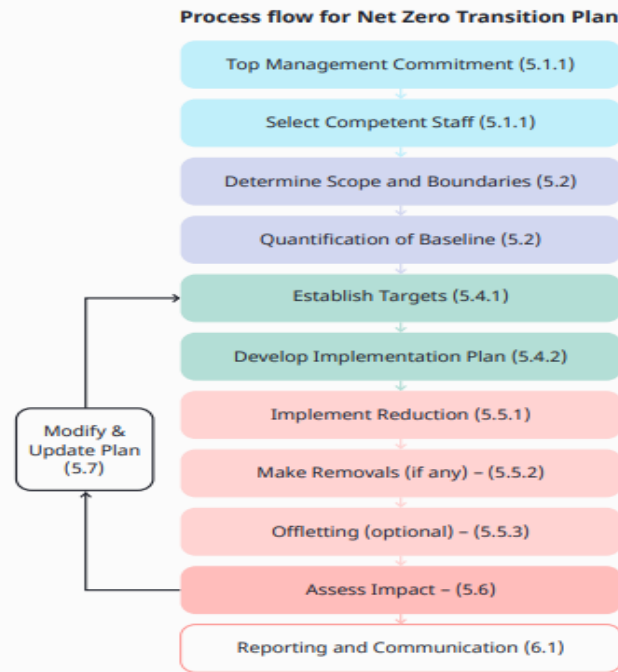 Process flow for Net Zero Transition Plan
Top Management Commitment (5.1.1)
Select Competent Staff (5.1.1)
Determine Scope and Boundaries (5.2)
Quantification of Baseline (5.2)
Establish Targets (5.4.1)
Develop Implementation Plan (5.4.2)
Implement Reduction (5.5.1)
Modify &
Update Plan
(5.7)
Make Removals (if any) – (5.5.2)
Offletting (optional) – (5.5.3)
Assess Impact – (5.6)
Reporting and Communication (6.1)